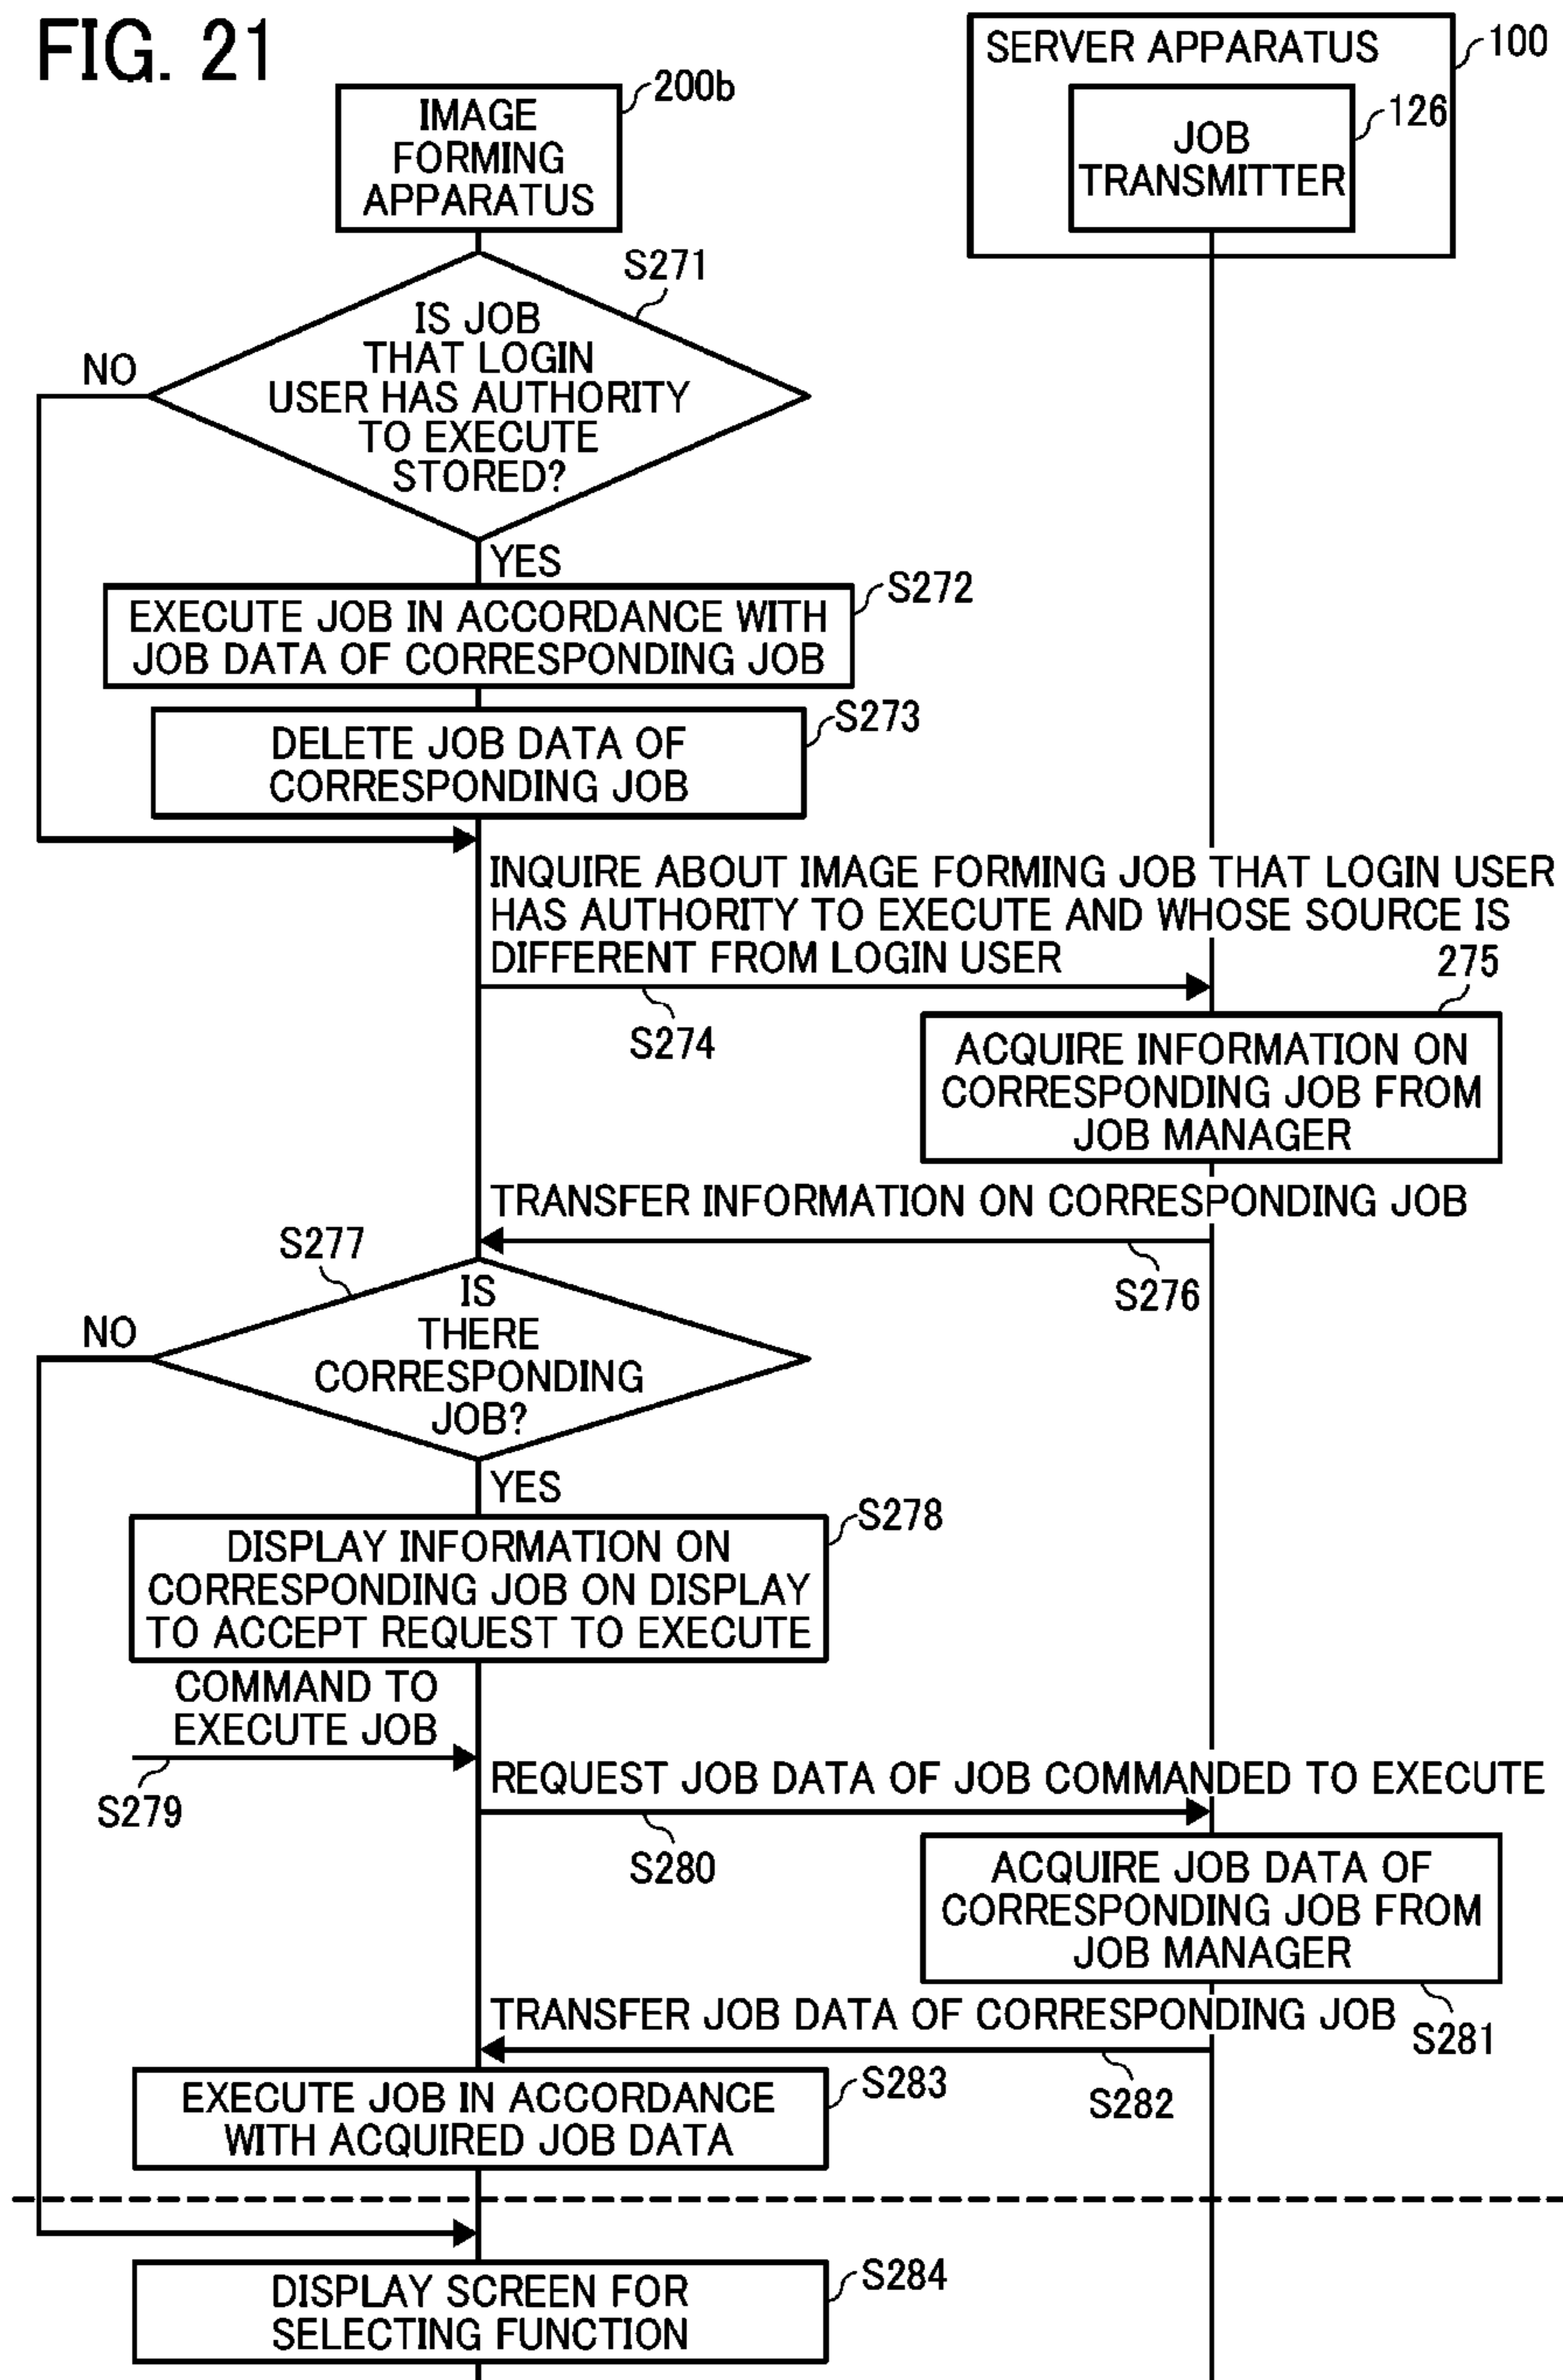 FIG. 21
SERVER APPARATUS
100
200b
IMAGE
FORMING
APPARATUS
126
JOB
TRANSMITTER
S271
IS JOB
THAT LOGIN
USER HAS AUTHORITY
TO EXECUTE
STORED?
NO
YES
S272
EXECUTE JOB IN ACCORDANCE WITH
JOB DATA OF CORRESPONDING JOB
S273
DELETE JOB DATA OF
CORRESPONDING JOB
INQUIRE ABOUT IMAGE FORMING JOB THAT LOGIN USER
HAS AUTHORITY TO EXECUTE AND WHOSE SOURCE IS
DIFFERENT FROM LOGIN USER
S274
275
ACQUIRE INFORMATION ON
CORRESPONDING JOB FROM
JOB MANAGER
TRANSFER INFORMATION ON CORRESPONDING JOB
S276
S277
IS
THERE
CORRESPONDING
JOB?
NO
YES
S278
DISPLAY INFORMATION ON
CORRESPONDING JOB ON DISPLAY
TO ACCEPT REQUEST TO EXECUTE
COMMAND TO
EXECUTE JOB
S279
REQUEST JOB DATA OF JOB COMMANDED TO EXECUTE
S280
ACQUIRE JOB DATA OF
CORRESPONDING JOB FROM
JOB MANAGER
S281
TRANSFER JOB DATA OF CORRESPONDING JOB
S282
S283
EXECUTE JOB IN ACCORDANCE
WITH ACQUIRED JOB DATA
S284
DISPLAY SCREEN FOR
SELECTING FUNCTION